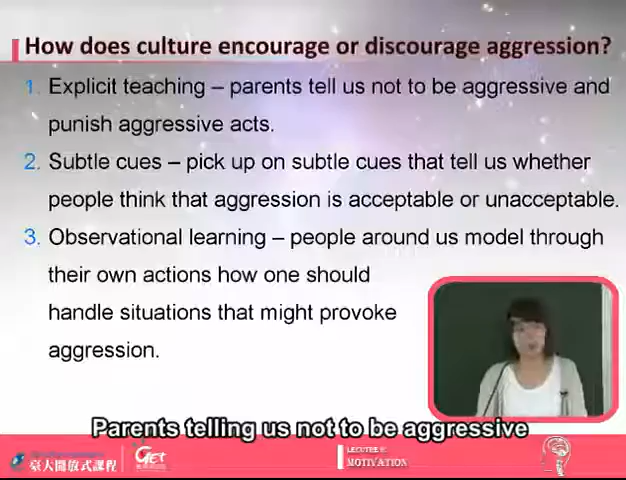 How does culture encourage or discourage aggression?
1. Explicit teaching – parents tell us not to be aggressive and
punish aggressive acts.
2. Subtle cues – pick up on subtle cues that tell us whether
people think that aggression is acceptable or unacceptable.
3. Observational learning – people around us model through
their own actions how one should
handle situations that might provoke
aggression.
Parents telling us not to be aggressive
臺大開放式課程
GET
MOTIVATION